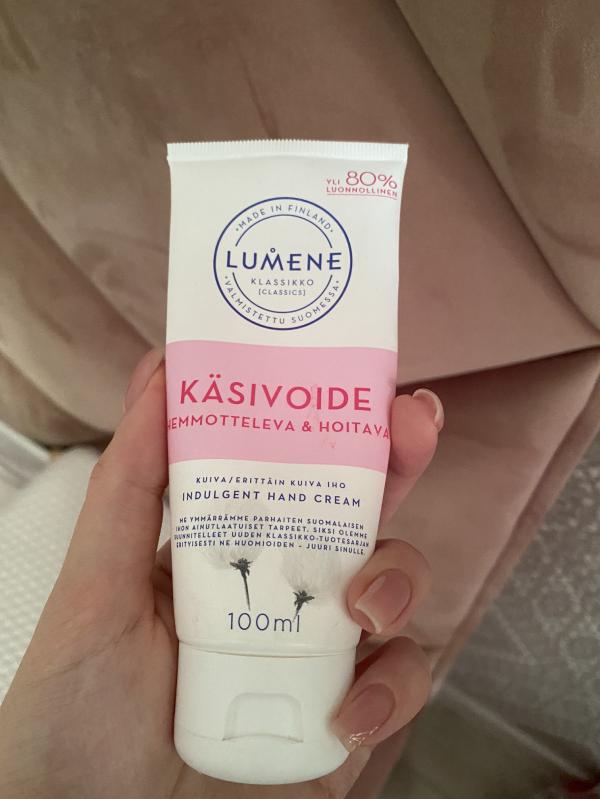 YLI 80%
LUONNOLLINEN
·MADE IN FINLAND·
LUMENE
KLASSIKKO
[CLASSICS]
·VALMISTETTU SUOMESSA·
KÄSIVOIDE
HEMMOTTELEVA & HOITAVA
KUIVA/ERITTÄIN KUIVA IHO
INDULGENT HAND CREAM
ME YMMÄRRÄMME PARHAITEN SUOMALAISEN
IHON AINUTLAATUISET TARPEET. SIKSI OLEMME
SUUNNITELLEET UUDEN KLASSIKKO-TUOTESARJAN
ERITYISESTI NE HUOMIOIDEN – JUURI SINULLE.
100ml